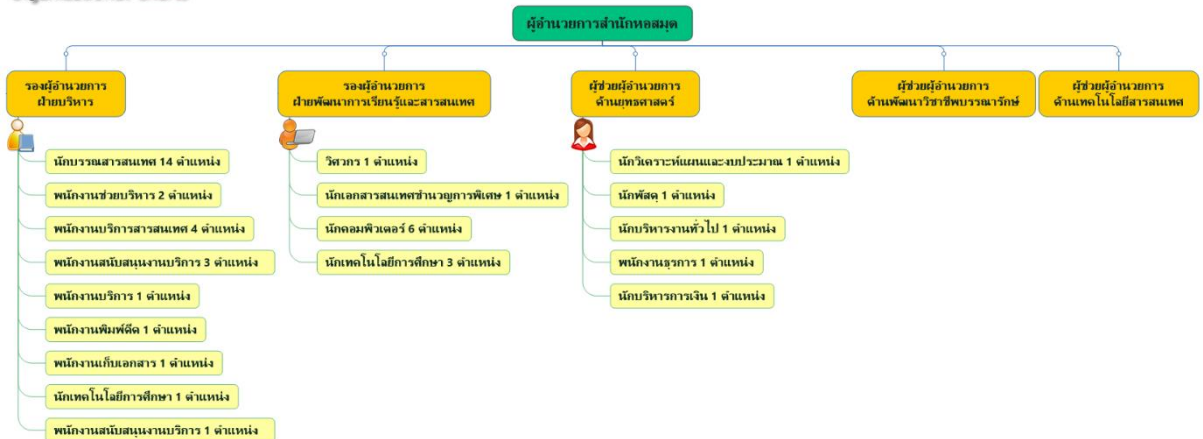 ผู้อำนวยการสำนักหอสมุด
รองผู้อำนวยการ
ฝ่ายบริหาร
รองผู้อำนวยการ
ฝ่ายพัฒนาการเรียนรู้และสารสนเทศ
ผู้ช่วยผู้อำนวยการ
ด้านยุทธศาสตร์
ผู้ช่วยผู้อำนวยการ
ด้านพัฒนาวิชาชีพบรรณารักษ์
ผู้ช่วยผู้อำนวยการ
ด้านเทคโนโลยีสารสนเทศ
นักบรรณสารสนเทศ 14 ตำแหน่ง
พนักงานช่วยบริหาร 2 ตำแหน่ง
พนักงานบริการสารสนเทศ 4 ตำแหน่ง
พนักงานสนับสนุนงานบริการ 3 ตำแหน่ง
พนักงานบริการ 1 ตำแหน่ง
พนักงานพิมพ์ดีด 1 ตำแหน่ง
พนักงานเก็บเอกสาร 1 ตำแหน่ง
นักเทคโนโลยีการศึกษา 1 ตำแหน่ง
พนักงานสนับสนุนงานบริการ 1 ตำแหน่ง
วิศวกร 1 ตำแหน่ง
นักเอกสารสนเทศชำนาญการพิเศษ 1 ตำแหน่ง
นักคอมพิวเตอร์ 6 ตำแหน่ง
นักเทคโนโลยีการศึกษา 3 ตำแหน่ง
นักวิเคราะห์แผนและงบประมาณ 1 ตำแหน่ง
นักพัสดุ 1 ตำแหน่ง
นักบริหารงานทั่วไป 1 ตำแหน่ง
พนักงานธุรการ 1 ตำแหน่ง
นักบริหารการเงิน 1 ตำแหน่ง